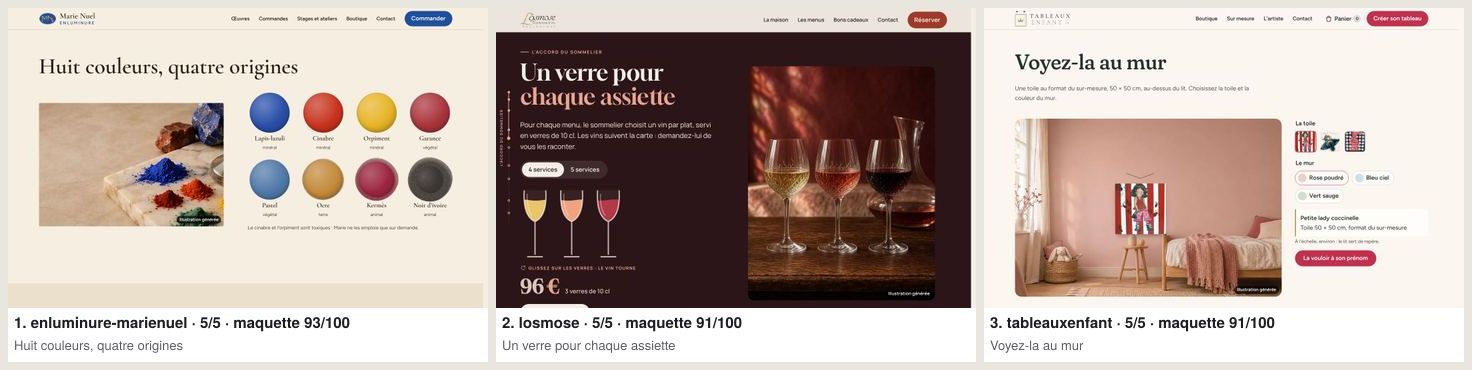 Marie Nuel
ENLUMINURE
Œuvres
Commandes
Stages et ateliers
Boutique
Contact
Commander
Huit couleurs, quatre origines
Lapis-lazuli
minéral
Cinabre
minéral
Orpiment
minéral
Garance
végétal
Pastel
végétal
Ocre
terre
Kermès
animal
Noir d'ivoire
animal
Illustration générée
Le cinabre et l'orpiment sont toxiques : Marie ne les emploie que sur demande.
1. enluminure-marienuel · 5/5 · maquette 93/100
Huit couleurs, quatre origines
La maison
Les menus
Bons cadeaux
Contact
Réserver
L'ACCORD DU SOMMELIER
Un verre pour
chaque assiette
L'ACCORD DU SOMMELIER
Pour chaque menu, le sommelier choisit un vin par plat, servi
en verres de 10 cl. Les vins suivent la carte : demandez-lui de
vous les raconter.
4 services
5 services
GLISSEZ SUR LES VERRES · LE VIN TOURNE
96 €
3 verres de 10 cl
Illustration générée
2. losmose · 5/5 · maquette 91/100
Un verre pour chaque assiette
TABLEAUX
ENFANT
Boutique
Sur mesure
L'artiste
Contact
Panier 0
Créer son tableau
Voyez-la au mur
Une toile au format du sur-mesure, 50 × 50 cm, au-dessus du lit. Choisissez la toile et la
couleur du mur.
La toile
Le mur
Rose poudré
Bleu ciel
Vert sauge
Petite lady coccinelle
Toile 50 × 50 cm, format du sur-mesure
À l'échelle, environ : le lit sert de repère.
La vouloir à son prénom
Illustration générée
3. tableauxenfant · 5/5 · maquette 91/100
Voyez-la au mur